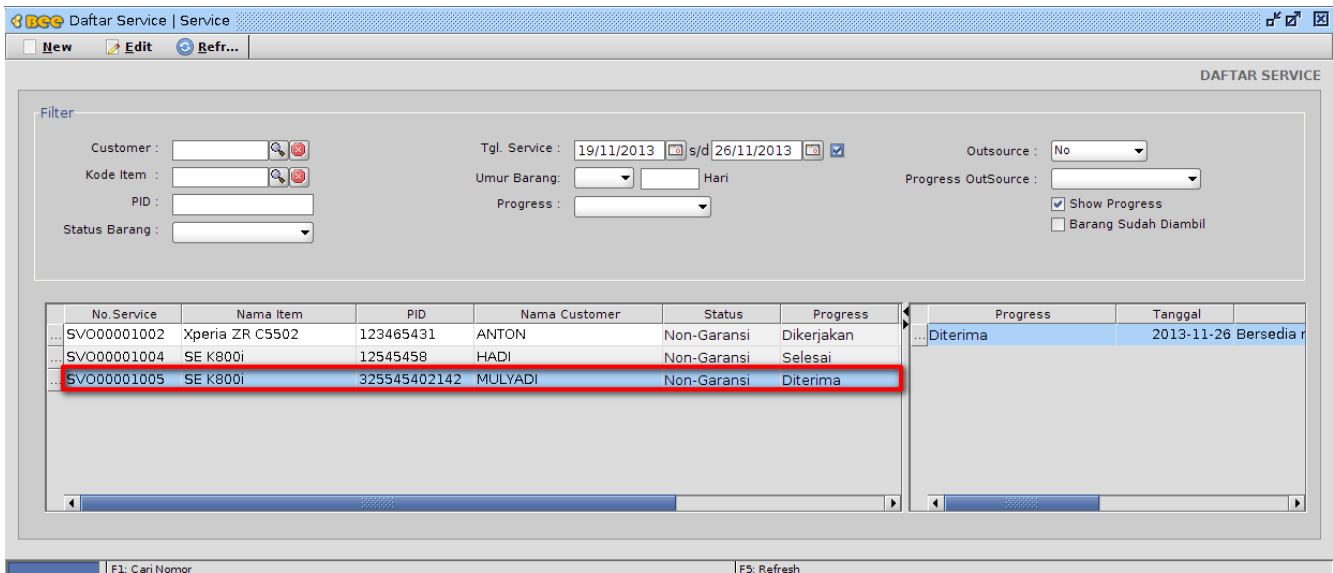 Bee Daftar Service | Service
New Edit Refr...
DAFTAR SERVICE
Filter
Customer : Tgl. Service : 19/11/2013 s/d 26/11/2013 Outsource : No
Kode Item : Umur Barang: Hari Progress OutSource :
PID : Progress : Show Progress
Status Barang : Barang Sudah Diambil
No.Service Nama Item PID Nama Customer Status Progress Progress Tanggal
... SVO00001002 Xperia ZR C5502 123465431 ANTON Non-Garansi Dikerjakan ... Diterima 2013-11-26 Bersedia
... SVO00001004 SE K800i 12545458 HADI Non-Garansi Selesai
... SVO00001005 SE K800i 325545402142 MULYADI Non-Garansi Diterima
F1: Cari Nomor F5: Refresh